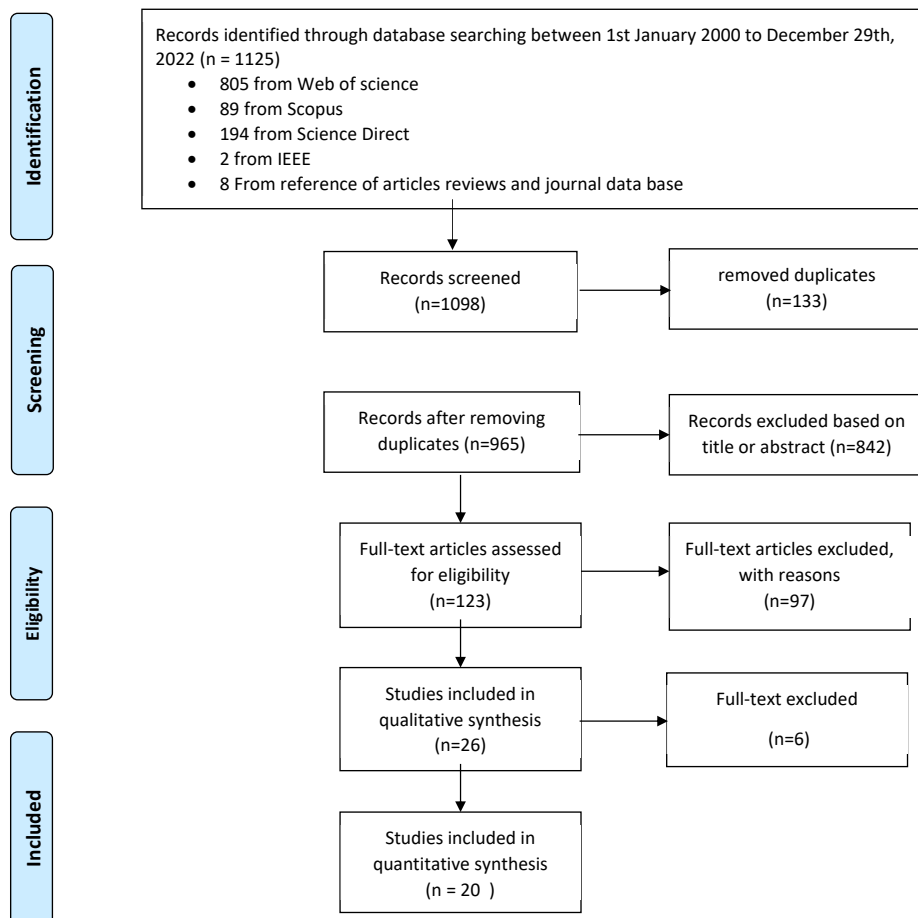 Identification
Records identified through database searching between 1st January 2000 to December 29th,
2022 (n = 1125)
• 805 from Web of science
• 89 from Scopus
• 194 from Science Direct
• 2 from IEEE
• 8 From reference of articles reviews and journal data base
Screening
Records screened
(n=1098)
removed duplicates
(n=133)
Records after removing
duplicates (n=965)
Records excluded based on
title or abstract (n=842)
Eligibility
Full-text articles assessed
for eligibility
(n=123)
Full-text articles excluded,
with reasons
(n=97)
Studies included in
qualitative synthesis
(n=26)
Full-text excluded
(n=6)
Included
Studies included in
quantitative synthesis
(n = 20 )